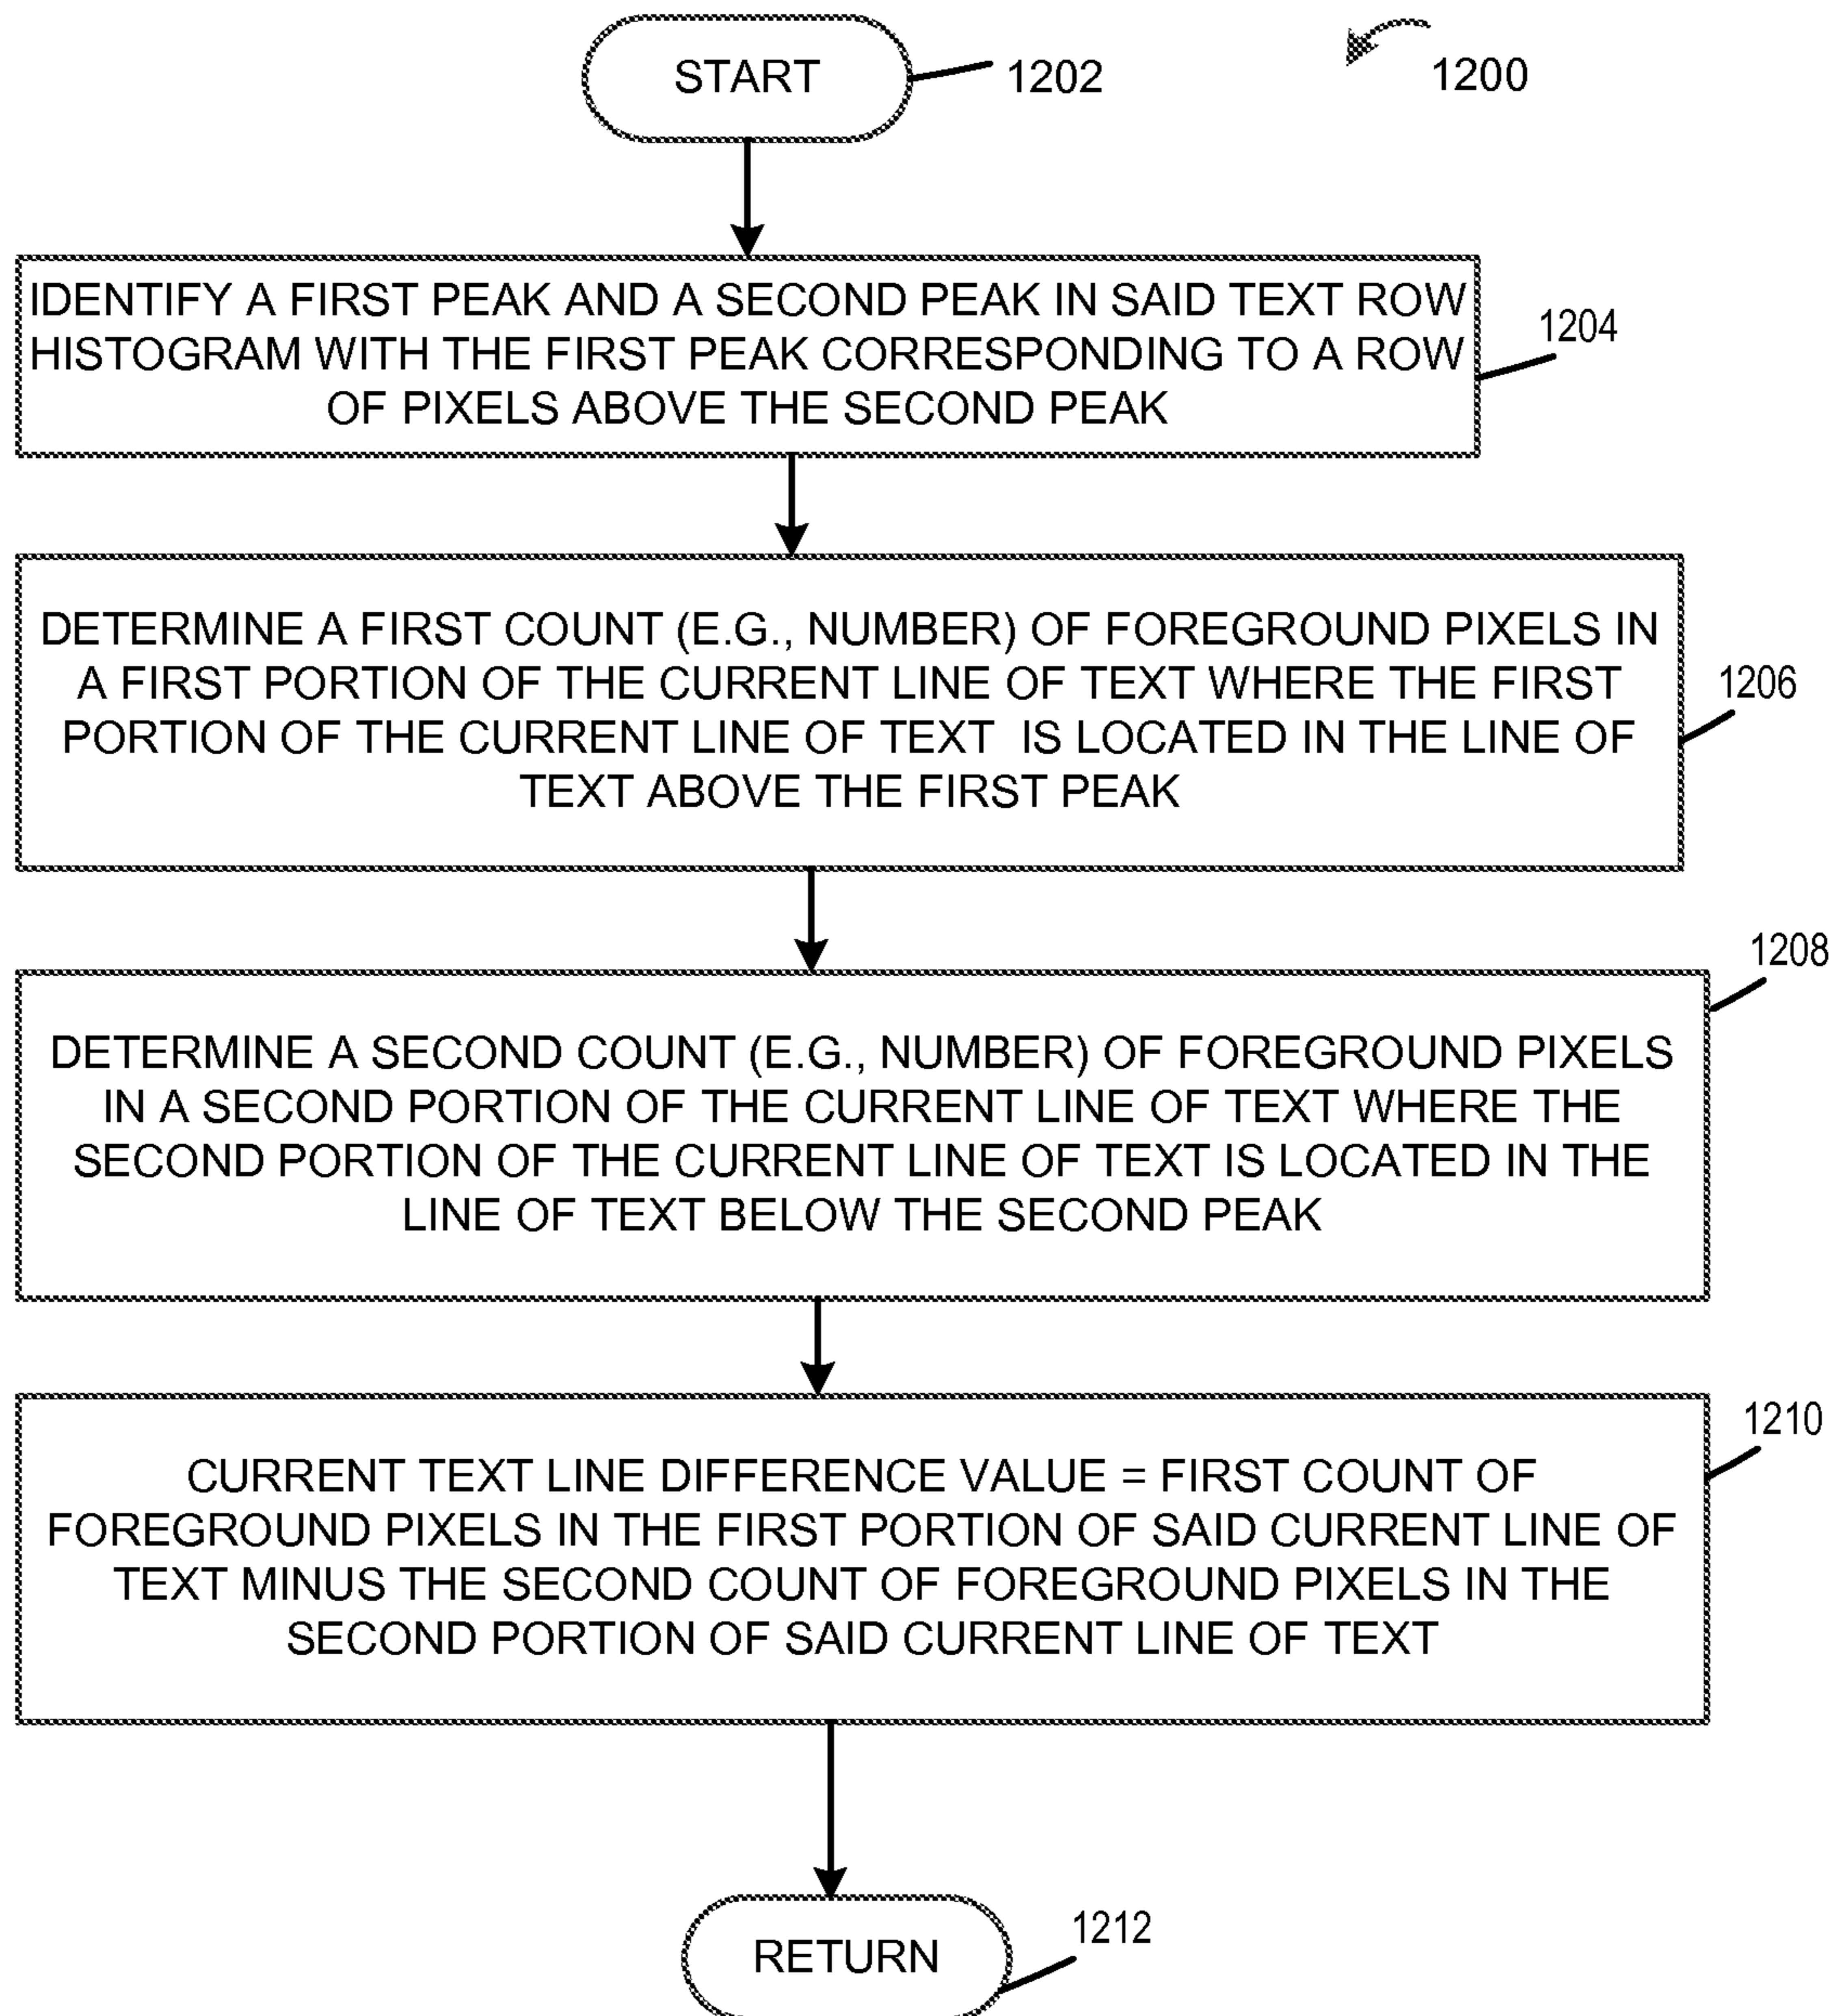 START
1202
1200
IDENTIFY A FIRST PEAK AND A SECOND PEAK IN SAID TEXT ROW
HISTOGRAM WITH THE FIRST PEAK CORRESPONDING TO A ROW
OF PIXELS ABOVE THE SECOND PEAK
1204
DETERMINE A FIRST COUNT (E.G., NUMBER) OF FOREGROUND PIXELS IN
A FIRST PORTION OF THE CURRENT LINE OF TEXT WHERE THE FIRST
PORTION OF THE CURRENT LINE OF TEXT IS LOCATED IN THE LINE OF
TEXT ABOVE THE FIRST PEAK
1206
1208
DETERMINE A SECOND COUNT (E.G., NUMBER) OF FOREGROUND PIXELS
IN A SECOND PORTION OF THE CURRENT LINE OF TEXT WHERE THE
SECOND PORTION OF THE CURRENT LINE OF TEXT IS LOCATED IN THE
LINE OF TEXT BELOW THE SECOND PEAK
1210
CURRENT TEXT LINE DIFFERENCE VALUE = FIRST COUNT OF
FOREGROUND PIXELS IN THE FIRST PORTION OF SAID CURRENT LINE OF
TEXT MINUS THE SECOND COUNT OF FOREGROUND PIXELS IN THE
SECOND PORTION OF SAID CURRENT LINE OF TEXT
RETURN
1212